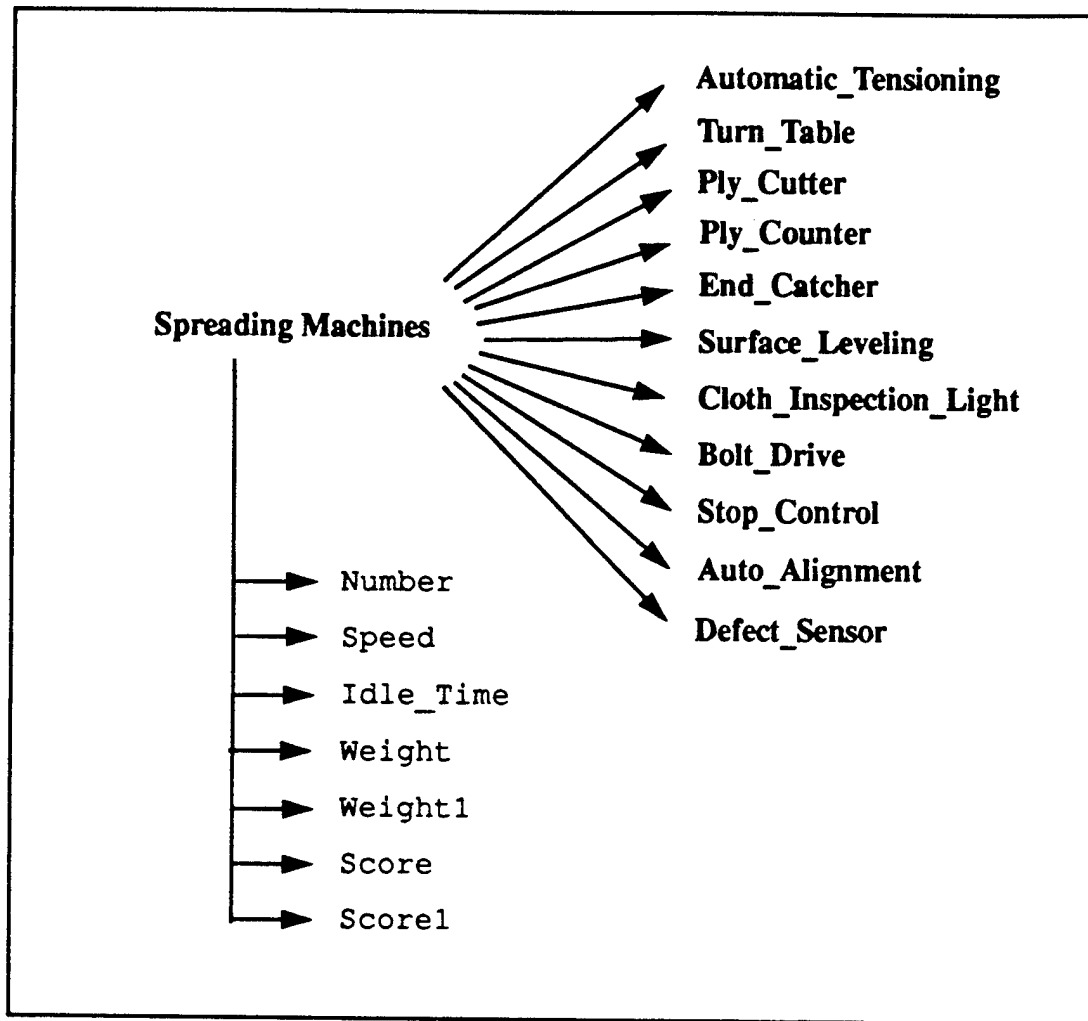 Automatic_Tensioning
Turn_Table
Ply_Cutter
Ply_Counter
End_Catcher
Spreading Machines
Surface_Leveling
Cloth_Inspection_Light
Bolt_Drive
Stop_Control
Auto_Alignment
Defect_Sensor
Number
Speed
Idle_Time
Weight
Weight1
Score
Score1